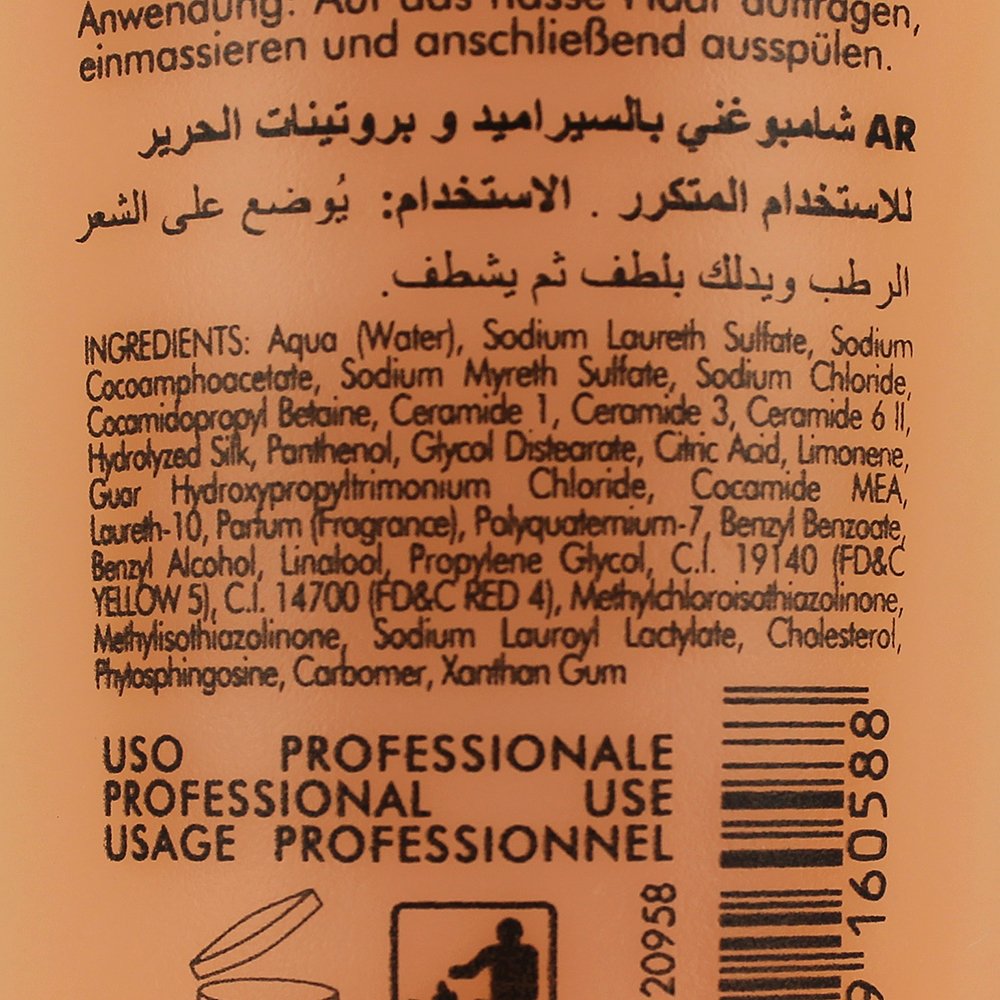 Anwendung: Auf das nasse Haar auftragen,
einmassieren und anschließend ausspülen.
AR شامبو غني بالسيراميد و بروتينات الحرير
للاستخدام المتكرر . الاستخدام: يُوضع على الشعر
الرطب ويدلك بلطف ثم يشطف.
INGREDIENTS: Aqua (Water), Sodium Laureth Sulfate, Sodium
Cocoamphoacetate, Sodium Myreth Sulfate, Sodium Chloride,
Cocamidopropyl Betaine, Ceramide 1, Ceramide 3, Ceramide 6 II,
Hydrolyzed Silk, Panthenol, Glycol Distearate, Citric Acid, Limonene,
Guar Hydroxypropyltrimonium Chloride, Cocamide MEA,
Laureth-10, Parfum (Fragrance), Polyquaternium-7, Benzyl Benzoate,
Benzyl Alcohol, Linalool, Propylene Glycol, C.I. 19140 (FD&C
YELLOW 5), C.I. 14700 (FD&C RED 4), Methylchloroisothiazolinone,
Methylisothiazolinone, Sodium Lauroyl Lactylate, Cholesterol,
Phytosphingosine, Carbomer, Xanthan Gum
USO PROFESSIONALE
PROFESSIONAL USE
USAGE PROFESSIONNEL
20958
9 160588